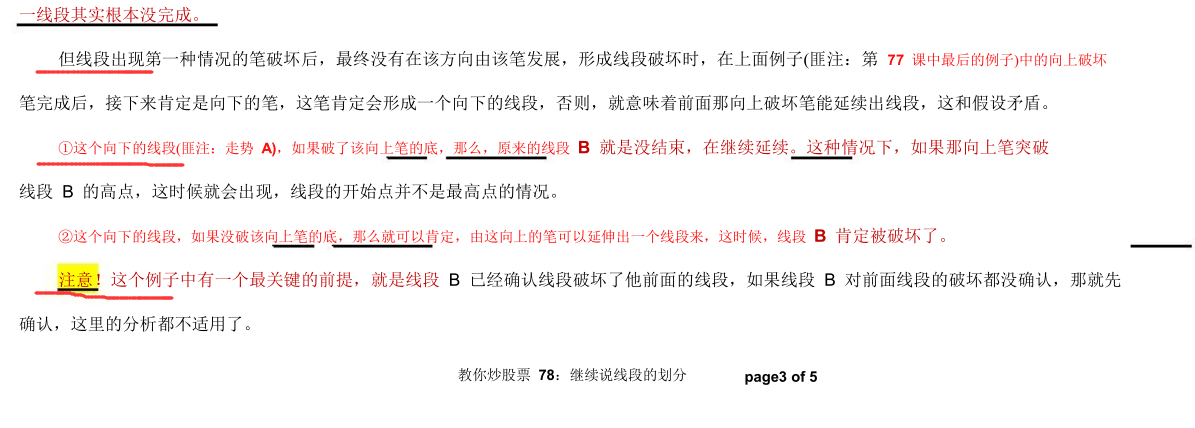 一线段其实根本没完成。
但线段出现第一种情况的笔破坏后，最终没有在该方向由该笔发展，形成线段破坏时，在上面例子(匪注：第 77 课中最后的例子)中的向上破坏
笔完成后，接下来肯定是向下的笔，这笔肯定会形成一个向下的线段，否则，就意味着前面那向上破坏笔能延续出线段，这和假设矛盾。
①这个向下的线段(匪注：走势 A)，如果破了该向上笔的底，那么，原来的线段 B 就是没结束，在继续延续。这种情况下，如果那向上笔突破
线段 B 的高点，这时候就会出现，线段的开始点并不是最高点的情况。
②这个向下的线段，如果没破该向上笔的底，那么就可以肯定，由这向上的笔可以延伸出一个线段来，这时候，线段 B 肯定被破坏了。
注意！这个例子中有一个最关键的前提，就是线段 B 已经确认线段破坏了他前面的线段，如果线段 B 对前面线段的破坏都没确认，那就先
确认，这里的分析都不适用了。
教你炒股票 78：继续说线段的划分 page3 of 5